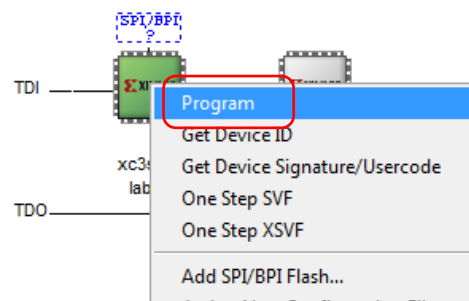 SPI/BPI
?
TDI
Program
Get Device ID
xc3s
Get Device Signature/Usercode
lab
One Step SVF
TDO
One Step XSVF
Add SPI/BPI Flash...